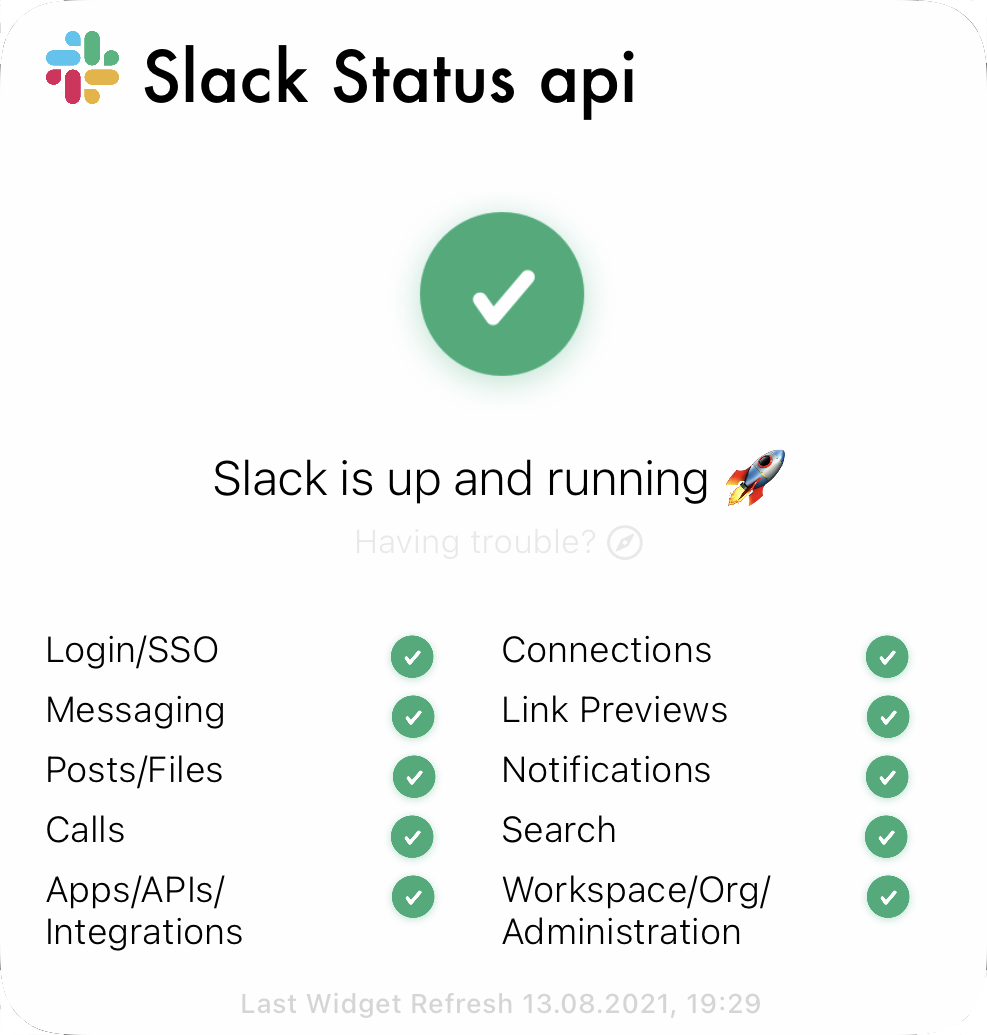 Slack Status api
Slack is up and running 🚀
Having trouble?
Login/SSO
Messaging
Posts/Files
Calls
Apps/APIs/
Integrations
Connections
Link Previews
Notifications
Search
Workspace/Org/
Administration
Last Widget Refresh 13.08.2021, 19:29